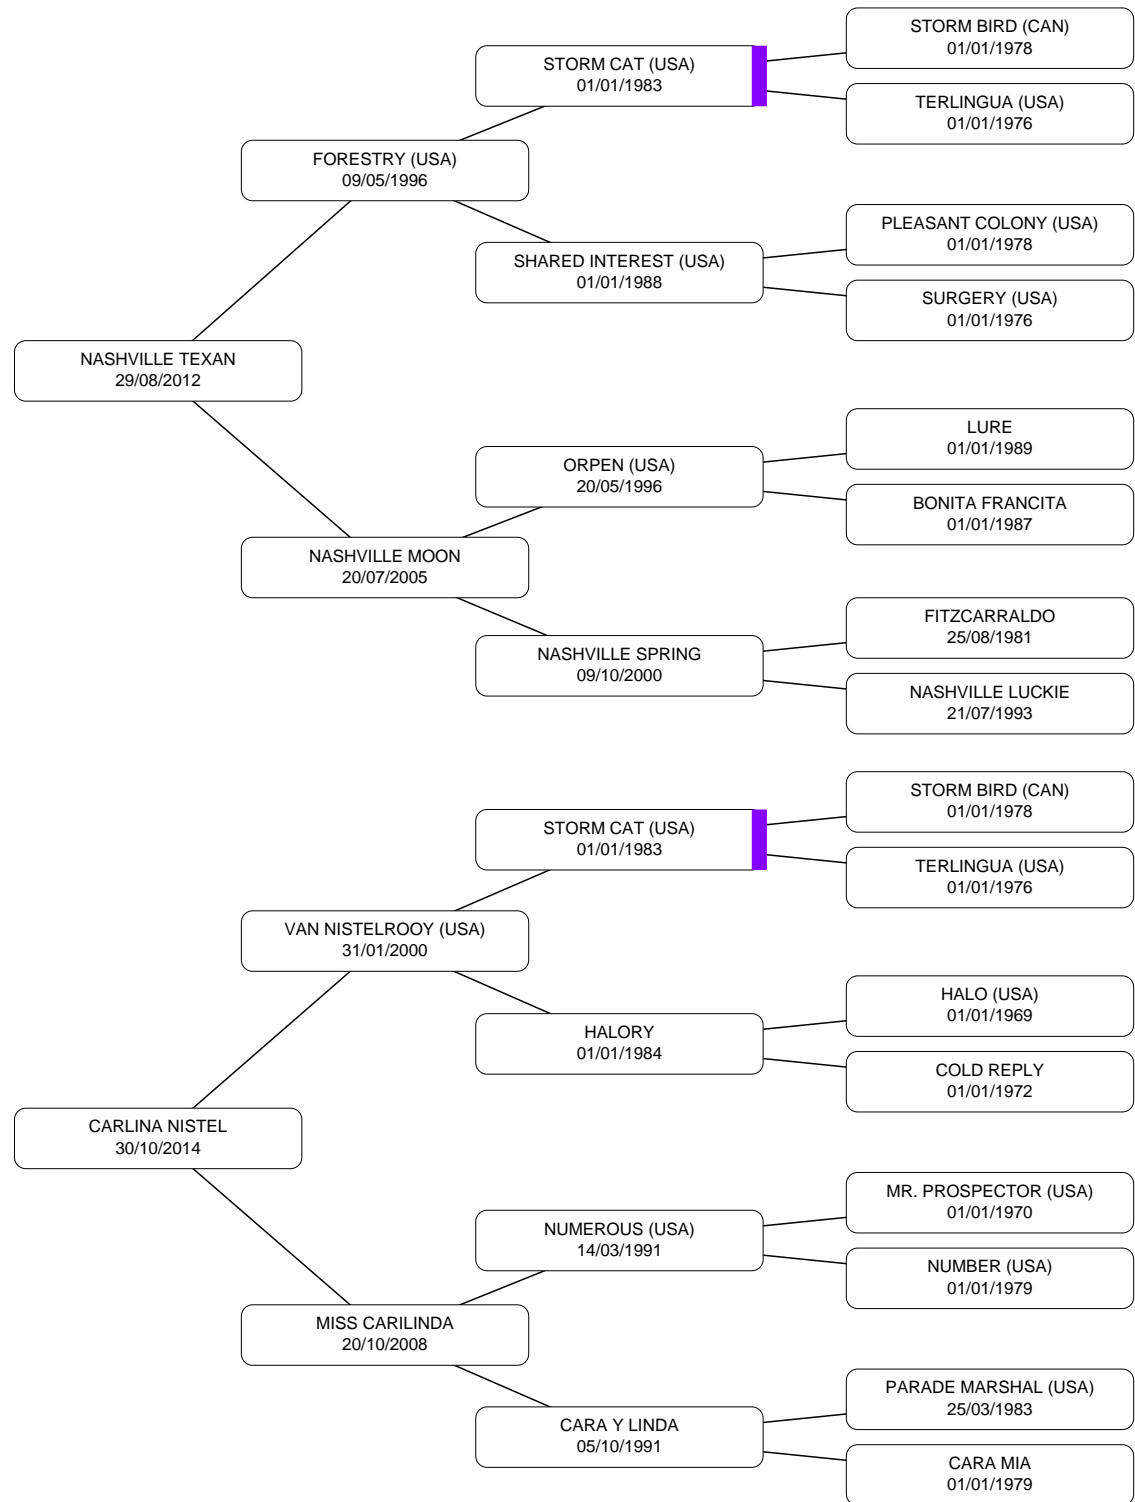 STORM BIRD (CAN)
01/01/1978
STORM CAT (USA)
01/01/1983
TERLINGUA (USA)
01/01/1976
FORESTRY (USA)
09/05/1996
PLEASANT COLONY (USA)
01/01/1978
SHARED INTEREST (USA)
01/01/1988
SURGERY (USA)
01/01/1976
NASHVILLE TEXAN
29/08/2012
LURE
01/01/1989
ORPEN (USA)
20/05/1996
BONITA FRANCITA
01/01/1987
NASHVILLE MOON
20/07/2005
FITZCARRALDO
25/08/1981
NASHVILLE SPRING
09/10/2000
NASHVILLE LUCKIE
21/07/1993
STORM BIRD (CAN)
01/01/1978
STORM CAT (USA)
01/01/1983
TERLINGUA (USA)
01/01/1976
VAN NISTELROOY (USA)
31/01/2000
HALO (USA)
01/01/1969
HALORY
01/01/1984
COLD REPLY
01/01/1972
CARLINA NISTEL
30/10/2014
MR. PROSPECTOR (USA)
01/01/1970
NUMEROUS (USA)
14/03/1991
NUMBER (USA)
01/01/1979
MISS CARILINDA
20/10/2008
PARADE MARSHAL (USA)
25/03/1983
CARA Y LINDA
05/10/1991
CARA MIA
01/01/1979